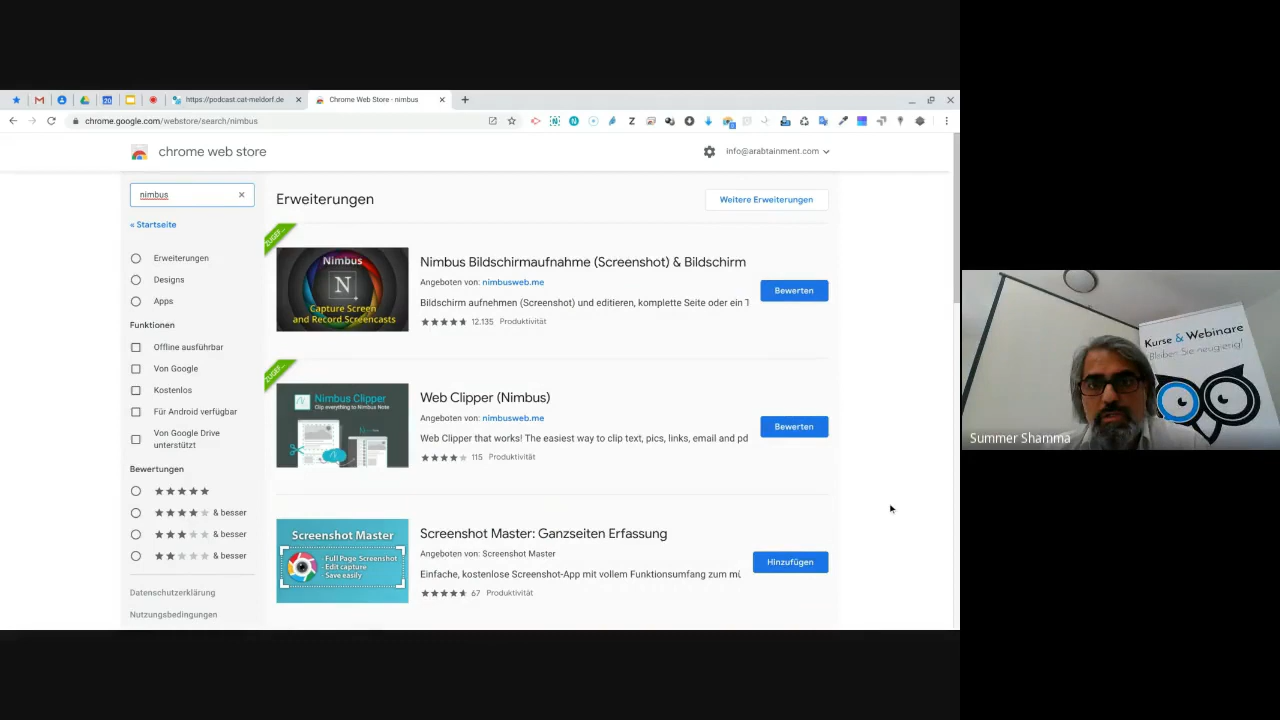 https://podcast.cat-meldorf.de
Chrome Web Store - nimbus
chrome.google.com/webstore/search/nimbus
chrome web store
info@arabtainment.com
nimbus
« Startseite
Erweiterungen
Designs
Apps
Funktionen
Offline ausführbar
Von Google
Kostenlos
Für Android verfügbar
Von Google Drive
unterstützt
Bewertungen
& besser
& besser
& besser
Datenschutzerklärung
Nutzungsbedingungen
Erweiterungen
Weitere Erweiterungen
Nimbus
N
Capture Screen
and Record Screencasts
Nimbus Bildschirmaufnahme (Screenshot) & Bildschirm
Angeboten von: nimbusweb.me
Bildschirm aufnehmen (Screenshot) und editieren, komplette Seite oder ein
12.135 Produktivität
Bewerten
Nimbus Clipper
Clip everything to Nimbus Note
Web Clipper (Nimbus)
Angeboten von: nimbusweb.me
Web Clipper that works! The easiest way to clip text, pics, links, email and pd
115 Produktivität
Bewerten
Screenshot Master
- Full Page Screenshot
- Edit capture
- Save easily
Screenshot Master: Ganzseiten Erfassung
Angeboten von: Screenshot Master
Einfache, kostenlose Screenshot-App mit vollem Funktionsumfang zum
67 Produktivität
Hinzufügen
Kurse & Webinare
Bleiben Sie neugierig!
Summer Shamma